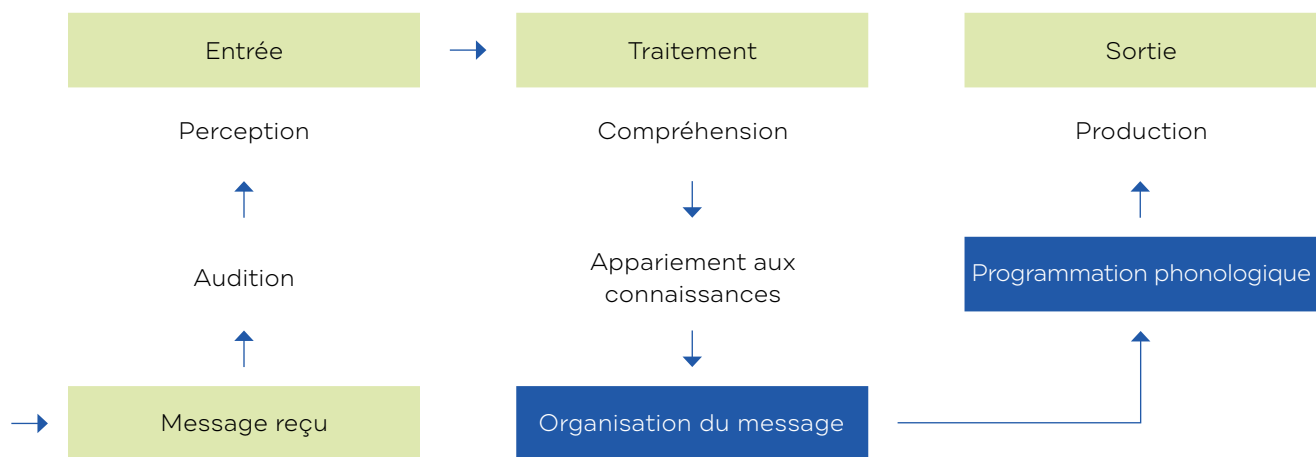 Entrée
Traitement
Sortie
Perception
Compréhension
Production
Audition
Appariement aux
connaissances
Programmation phonologique
Message reçu
Organisation du message